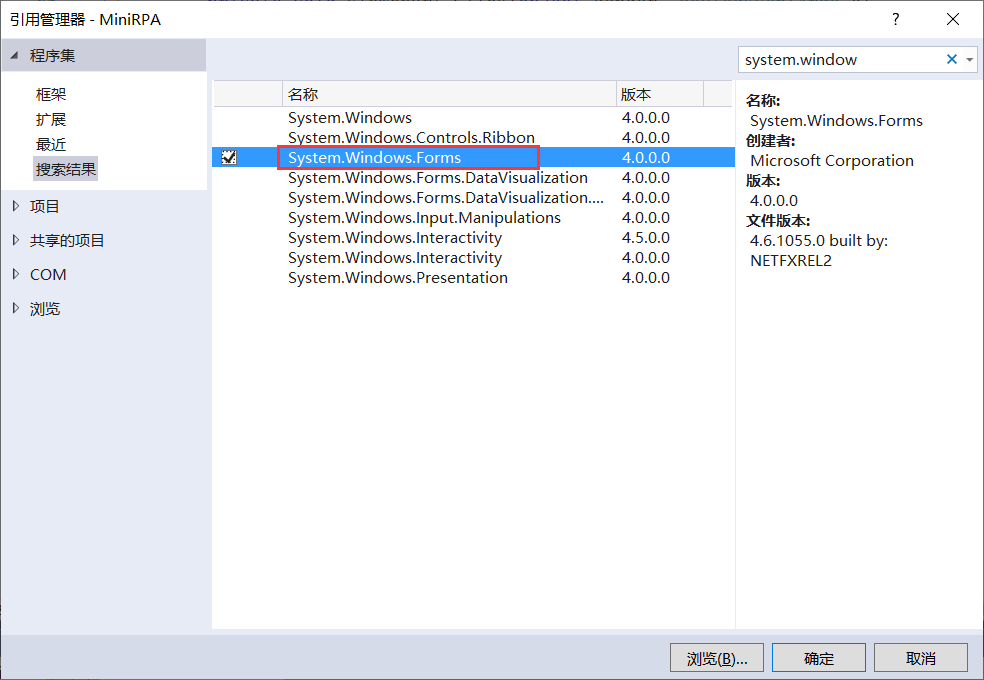 引用管理器 - MiniRPA
?
程序集
system.window
框架
扩展
最近
搜索结果
项目
共享的项目
COM
浏览
名称 版本
System.Windows 4.0.0.0
System.Windows.Controls.Ribbon 4.0.0.0
System.Windows.Forms 4.0.0.0
System.Windows.Forms.DataVisualization 4.0.0.0
System.Windows.Forms.DataVisualization.... 4.0.0.0
System.Windows.Input.Manipulations 4.0.0.0
System.Windows.Interactivity 4.5.0.0
System.Windows.Interactivity 4.0.0.0
System.Windows.Presentation 4.0.0.0
名称:
System.Windows.Forms
创建者:
Microsoft Corporation
版本:
4.0.0.0
文件版本:
4.6.1055.0 built by:
NETFXREL2
浏览(B)... 确定 取消